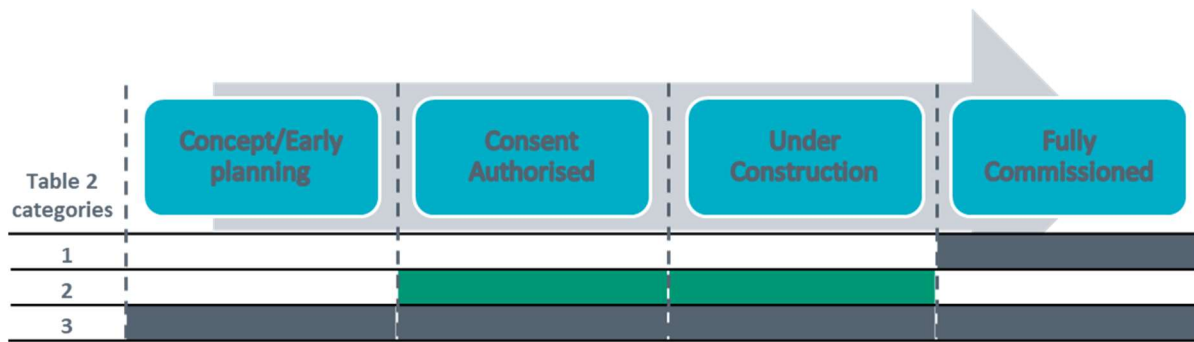 Concept/Early
planning
Consent
Authorised
Under
Construction
Fully
Commissioned
Table 2
categories
1
2
3